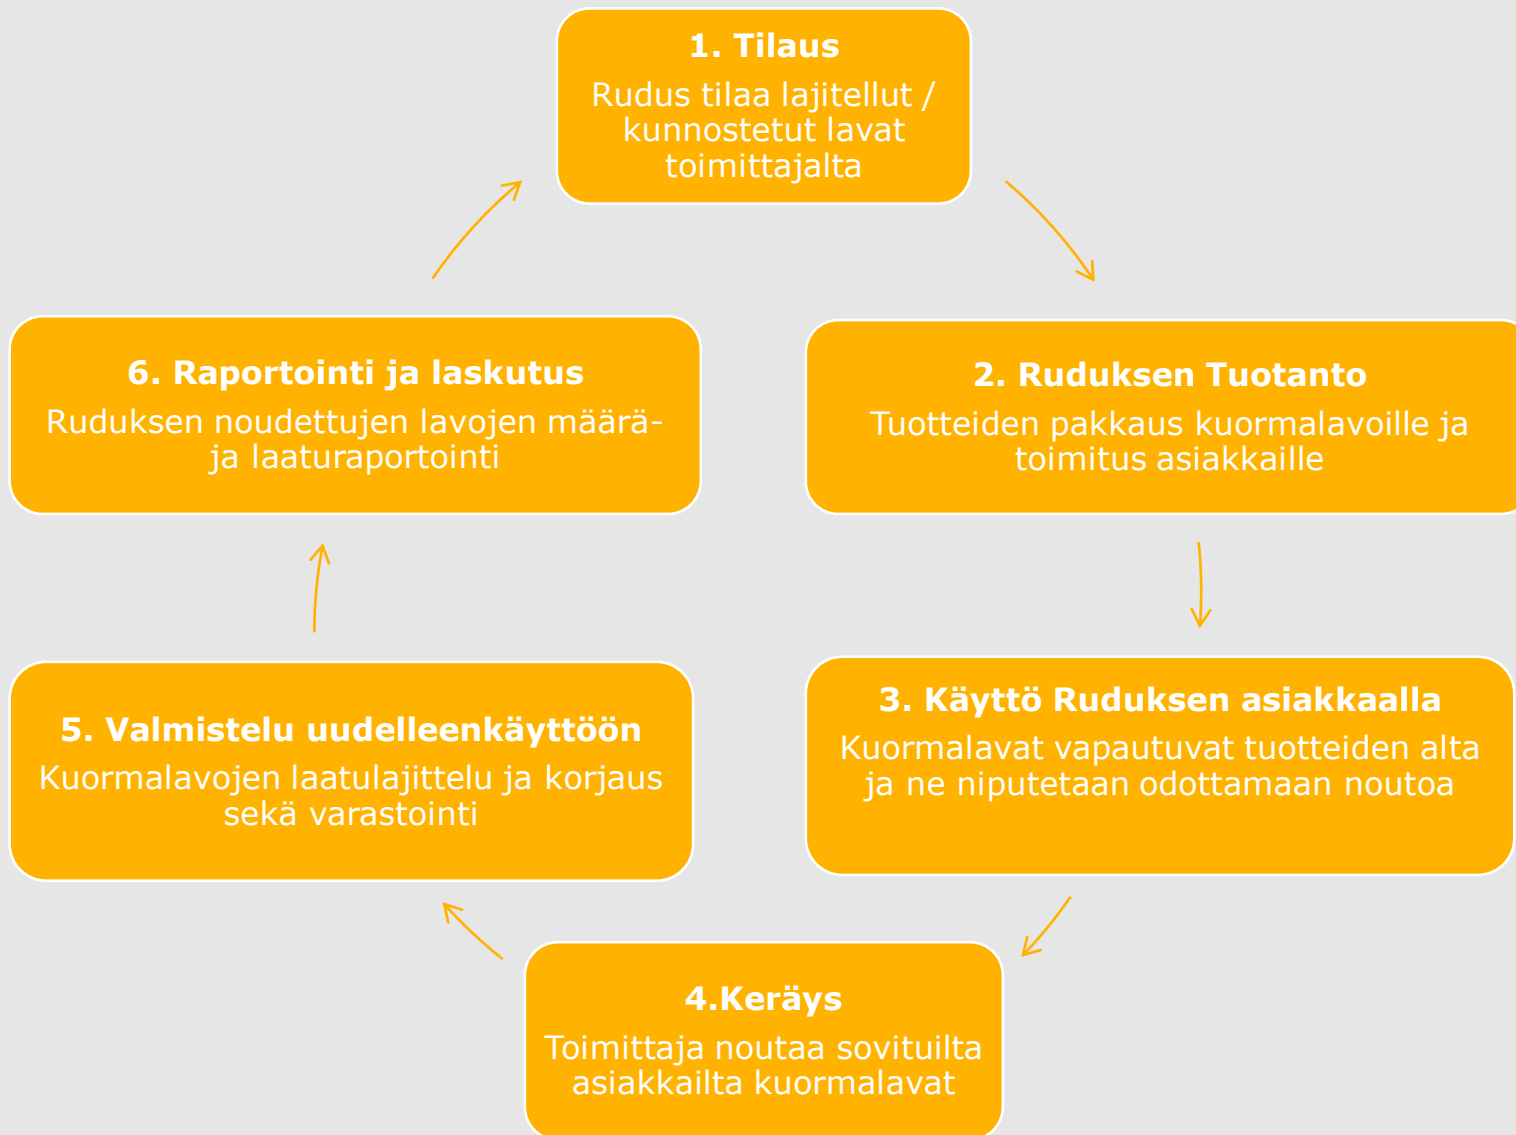 1. Tilaus
Rudus tilaa lajitellut /
kunnostetut lavat
toimittajalta
2. Ruduksen Tuotanto
Tuotteiden pakkaus kuormalavoille ja
toimitus asiakkaille
3. Käyttö Ruduksen asiakkaalla
Kuormalavat vapautuvat tuotteiden alta
ja ne niputetaan odottamaan noutoa
4.Keräys
Toimittaja noutaa sovituilta
asiakkailta kuormalavat
5. Valmistelu uudelleenkäyttöön
Kuormalavojen laatulajittelu ja korjaus
sekä varastointi
6. Raportointi ja laskutus
Ruduksen noudettujen lavojen määrä-
ja laaturaportointi